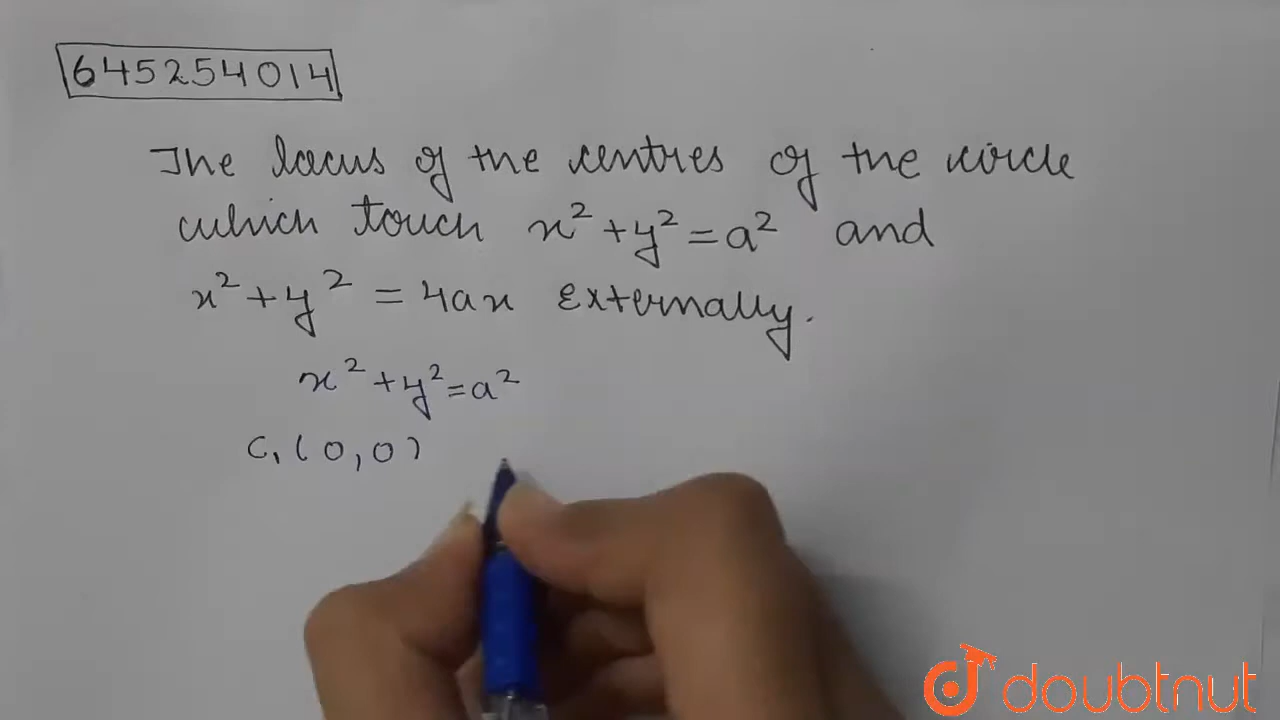 645254014
The locus of the centres of the circle
which touch x²+y²=a² and
x²+y²=4ax externally.
x²+y²=a²
C₁(0,0)
doubtnut